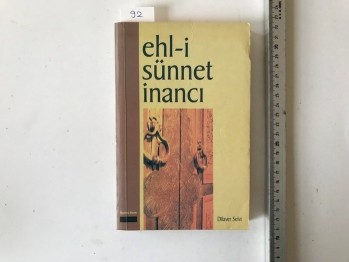 92
ehl-i
sünnet
inancı
Dilaver Selvi